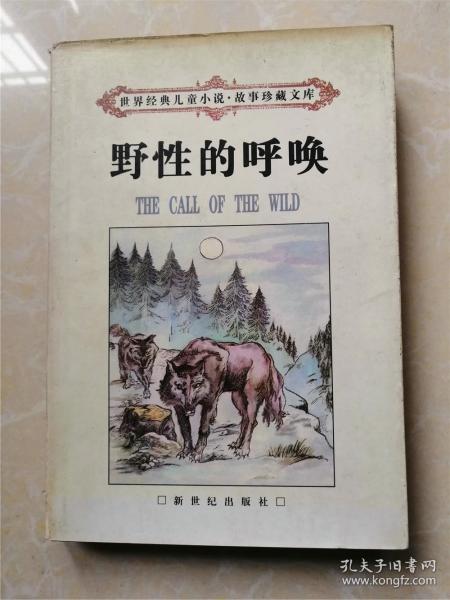 世界经典儿童小说·故事珍藏文库
野性的呼唤
THE CALL OF THE WILD
□新世纪出版社□
孔夫子旧书网
www.kongfz.com